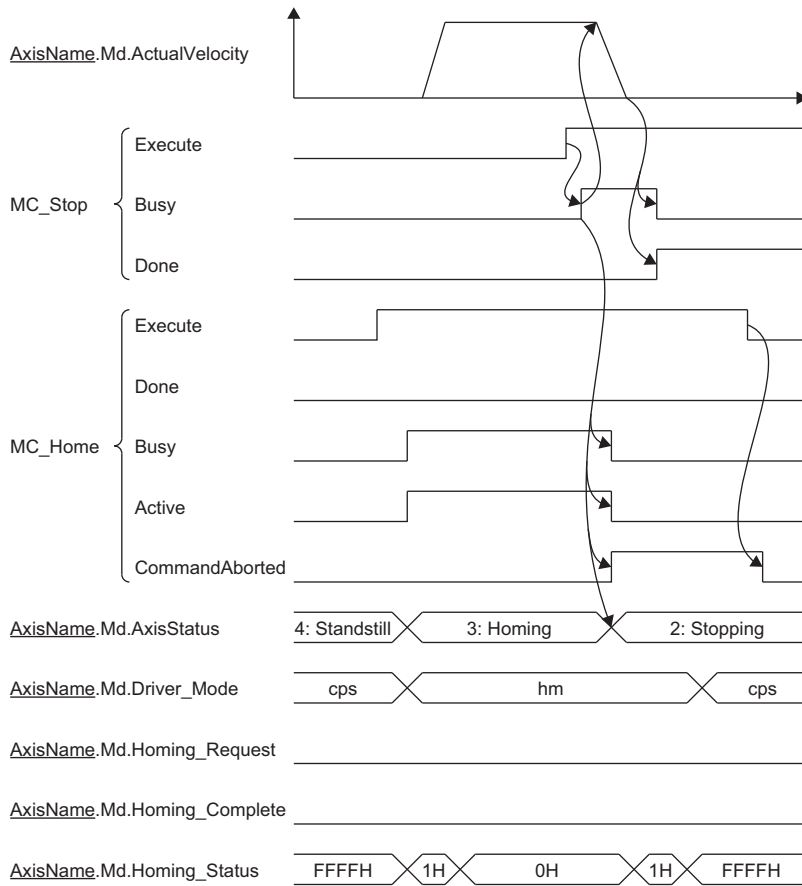 AxisName.Md.ActualVelocity
Execute
MC_Stop
Busy
Done
Execute
Done
MC_Home
Busy
Active
CommandAborted
AxisName.Md.AxisStatus
4: Standstill
3: Homing
2: Stopping
AxisName.Md.Driver_Mode
cps
hm
cps
AxisName.Md.Homing_Request
AxisName.Md.Homing_Complete
AxisName.Md.Homing_Status
FFFFH
1H
0H
1H
FFFFH